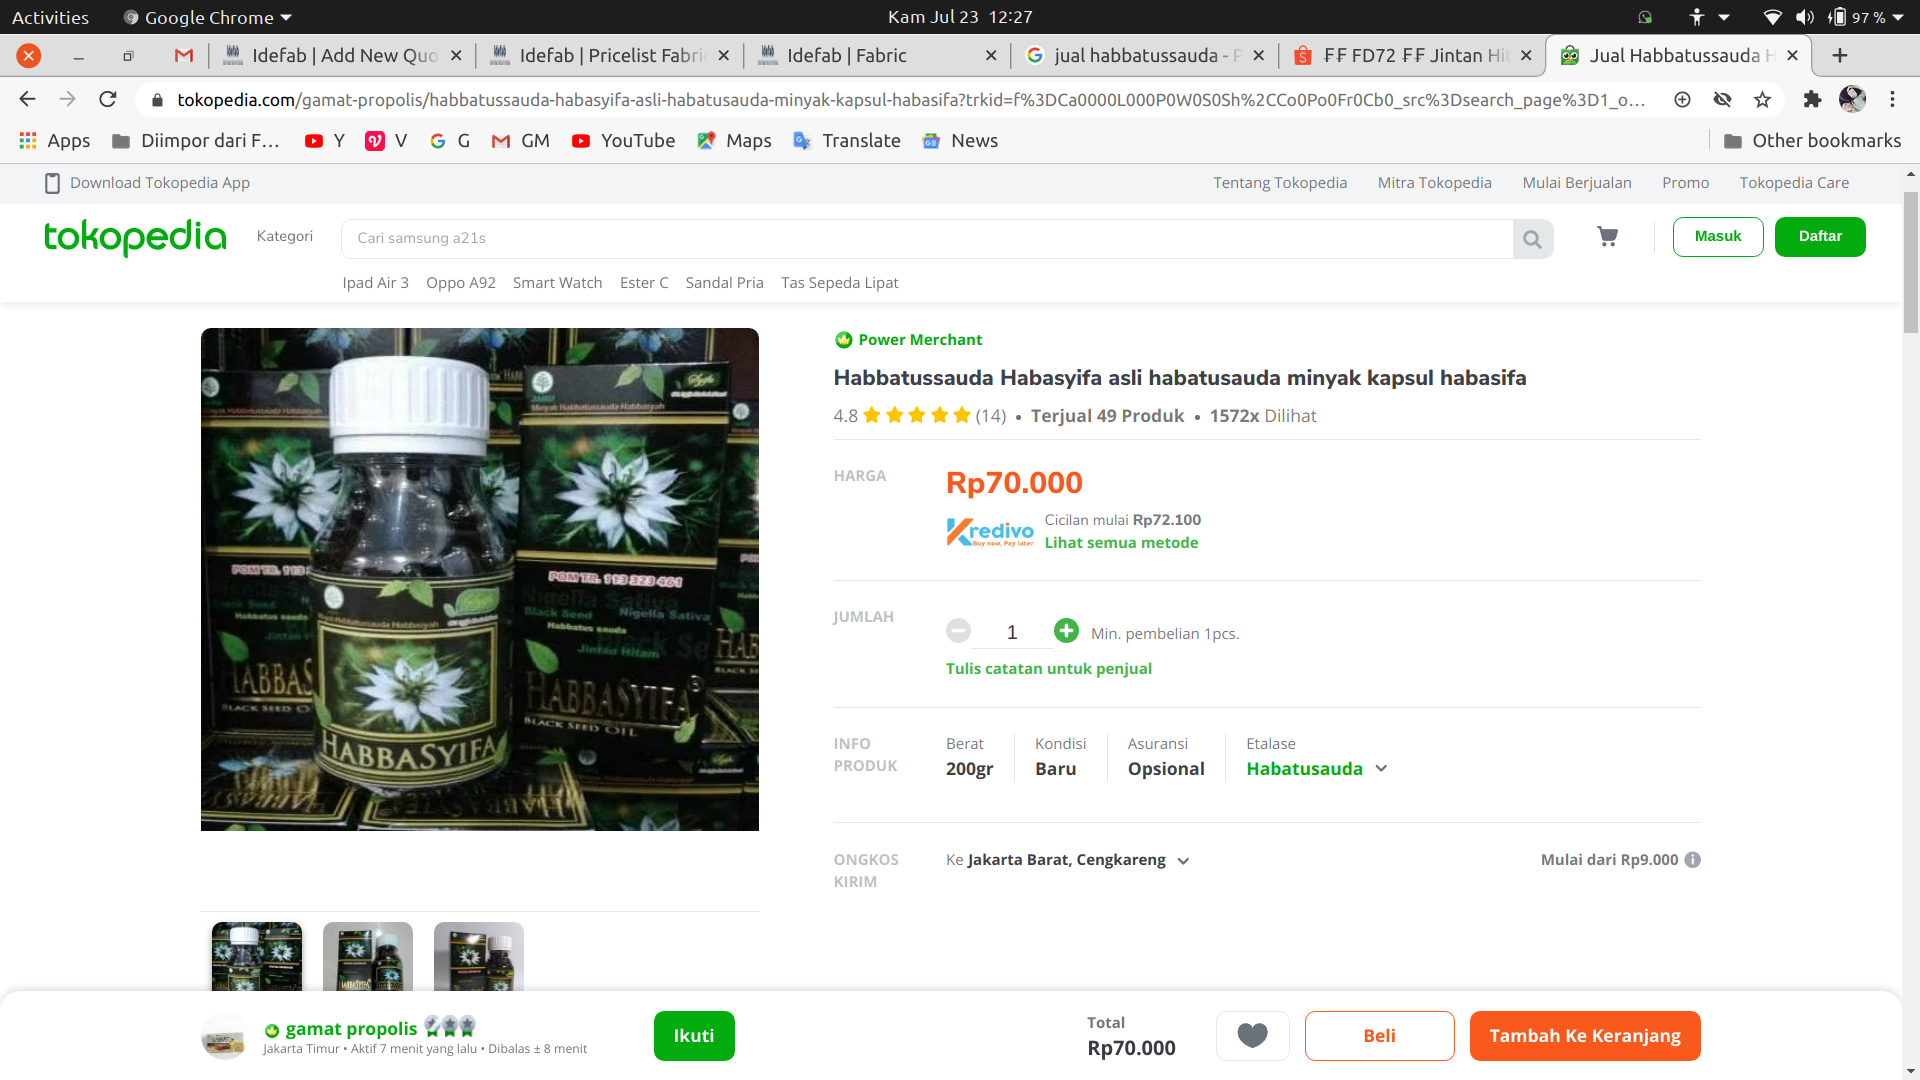 Activities
Google Chrome
Kam Jul 23 12:27
97 %
Idefab | Add New Quo
Idefab | Pricelist Fabric
Idefab | Fabric
jual habbatussauda - P
₣₣ FD72 ₣₣ Jintan Hi
Jual Habbatussauda H
tokopedia.com/gamat-propolis/habbatussauda-habasyifa-asli-habatusauda-minyak-kapsul-habasifa?trkid=f%3DCa0000L000P0W0S0Sh%2CCo0Po0Fr0Cb0_src%3Dsearch_page%3D1_o...
Apps
Diimpor dari F...
Y
V
G
GM
YouTube
Maps
Translate
News
Other bookmarks
Download Tokopedia App
Tentang Tokopedia
Mitra Tokopedia
Mulai Berjualan
Promo
Tokopedia Care
tokopedia
Kategori
Cari samsung a21s
Masuk
Daftar
Ipad Air 3
Oppo A92
Smart Watch
Ester C
Sandal Pria
Tas Sepeda Lipat
POM TR. 113 323 461
Nigella Sativa
Black Seed
Habbatus sauda
Jintan Hitam
HABBASYIFA
BLACK SEED OIL
HABBASYIFA
Power Merchant
Habbatussauda Habasyifa asli habatusauda minyak kapsul habasifa
4.8 (14) • Terjual 49 Produk • 1572x Dilihat
HARGA
Rp70.000
Kredivo
Buy now, Pay later
Cicilan mulai Rp72.100
Lihat semua metode
JUMLAH
1
Min. pembelian 1pcs.
Tulis catatan untuk penjual
INFO PRODUK
Berat
200gr
Kondisi
Baru
Asuransi
Opsional
Etalase
Habatusauda
ONGKOS KIRIM
Ke Jakarta Barat, Cengkareng
Mulai dari Rp9.000
gamat propolis
Jakarta Timur • Aktif 7 menit yang lalu • Dibalas ± 8 menit
Ikuti
Total
Rp70.000
Beli
Tambah Ke Keranjang